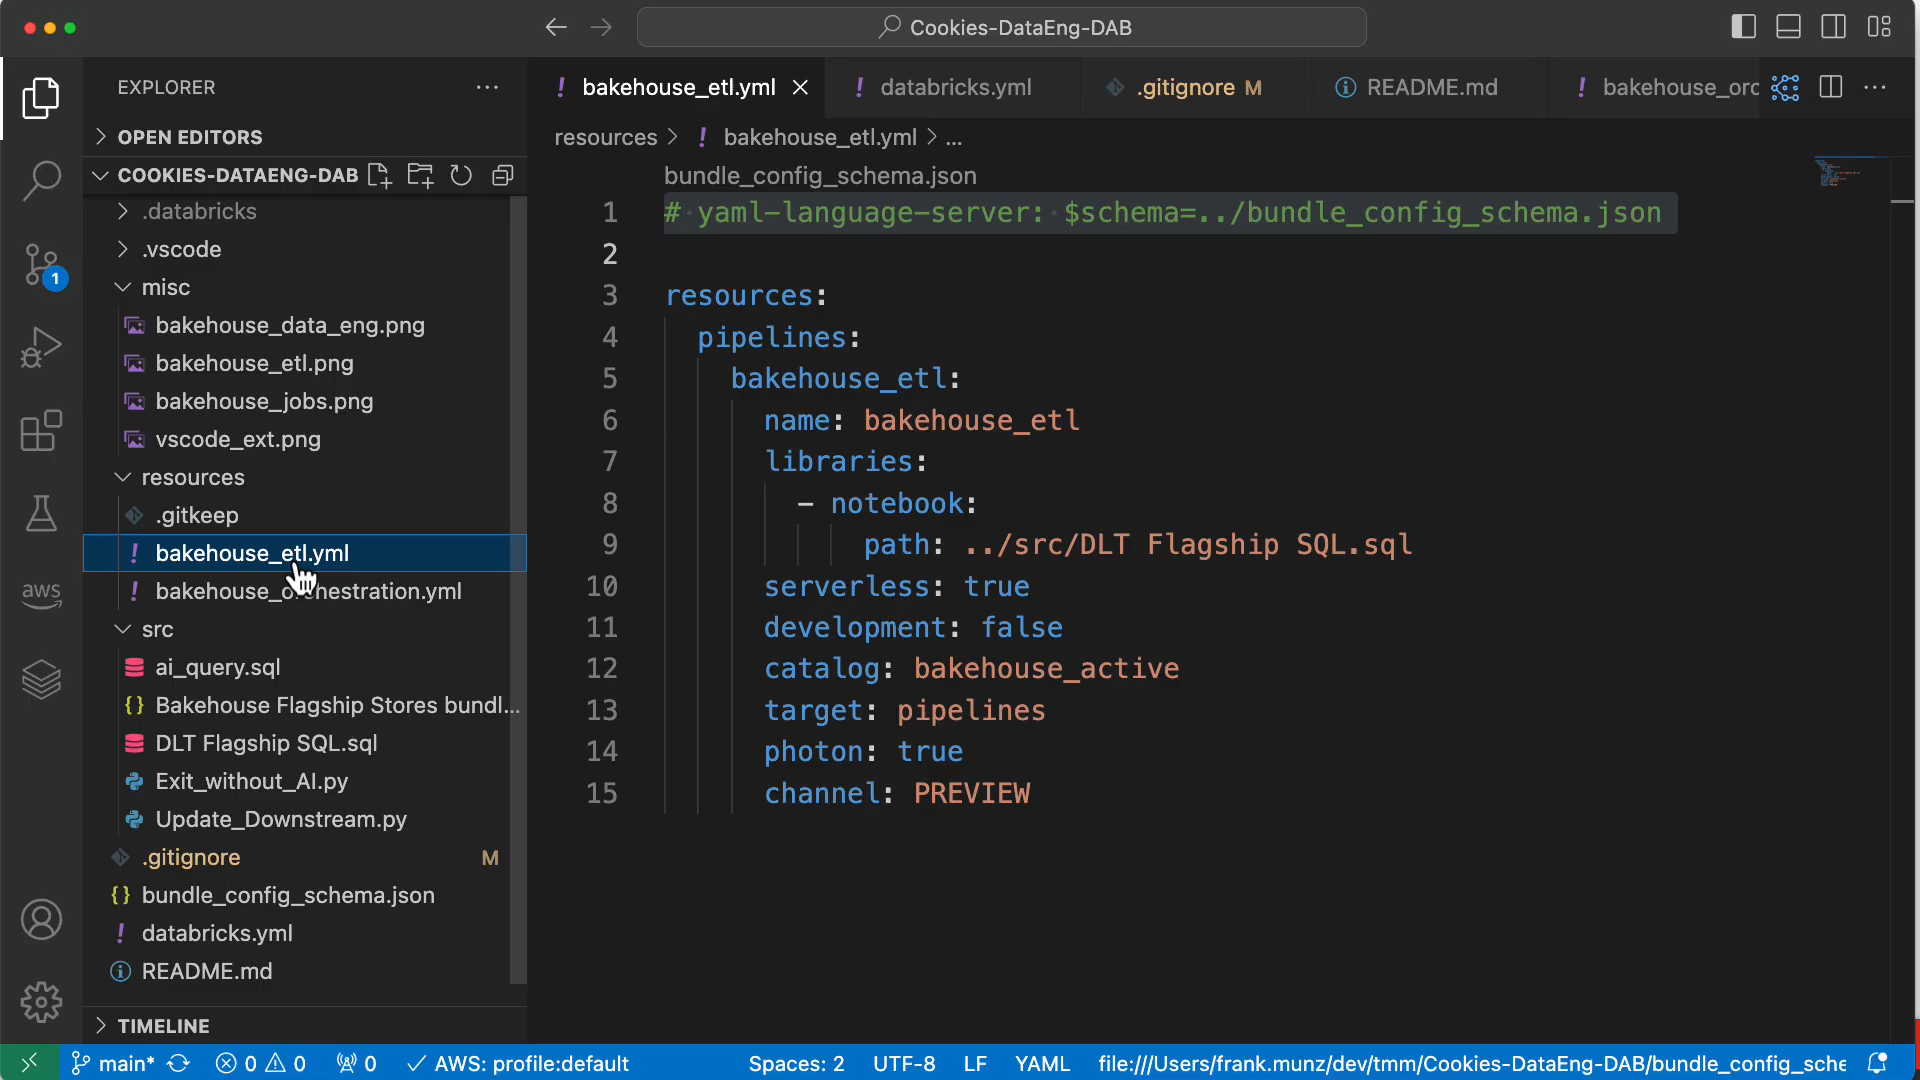 Cookies-DataEng-DAB
EXPLORER
OPEN EDITORS
COOKIES-DATAENG-DAB
.databricks
.vscode
misc
bakehouse_data_eng.png
bakehouse_etl.png
bakehouse_jobs.png
vscode_ext.png
resources
.gitkeep
! bakehouse_etl.yml
! bakehouse_orchestration.yml
src
ai_query.sql
{} Bakehouse Flagship Stores bundl...
DLT Flagship SQL.sql
Exit_without_AI.py
Update_Downstream.py
.gitignore M
{} bundle_config_schema.json
! databricks.yml
README.md
TIMELINE
aws
1
! bakehouse_etl.yml
! databricks.yml
.gitignore M
README.md
! bakehouse_orc
resources > ! bakehouse_etl.yml > ...
bundle_config_schema.json
1 # yaml-language-server: $schema=../bundle_config_schema.json
2
3 resources:
4 pipelines:
5 bakehouse_etl:
6 name: bakehouse_etl
7 libraries:
8 - notebook:
9 path: ../src/DLT Flagship SQL.sql
10 serverless: true
11 development: false
12 catalog: bakehouse_active
13 target: pipelines
14 photon: true
15 channel: PREVIEW
main* 0 0 0 AWS: profile:default Spaces: 2 UTF-8 LF YAML file:///Users/frank.munz/dev/tmm/Cookies-DataEng-DAB/bundle_config_sche